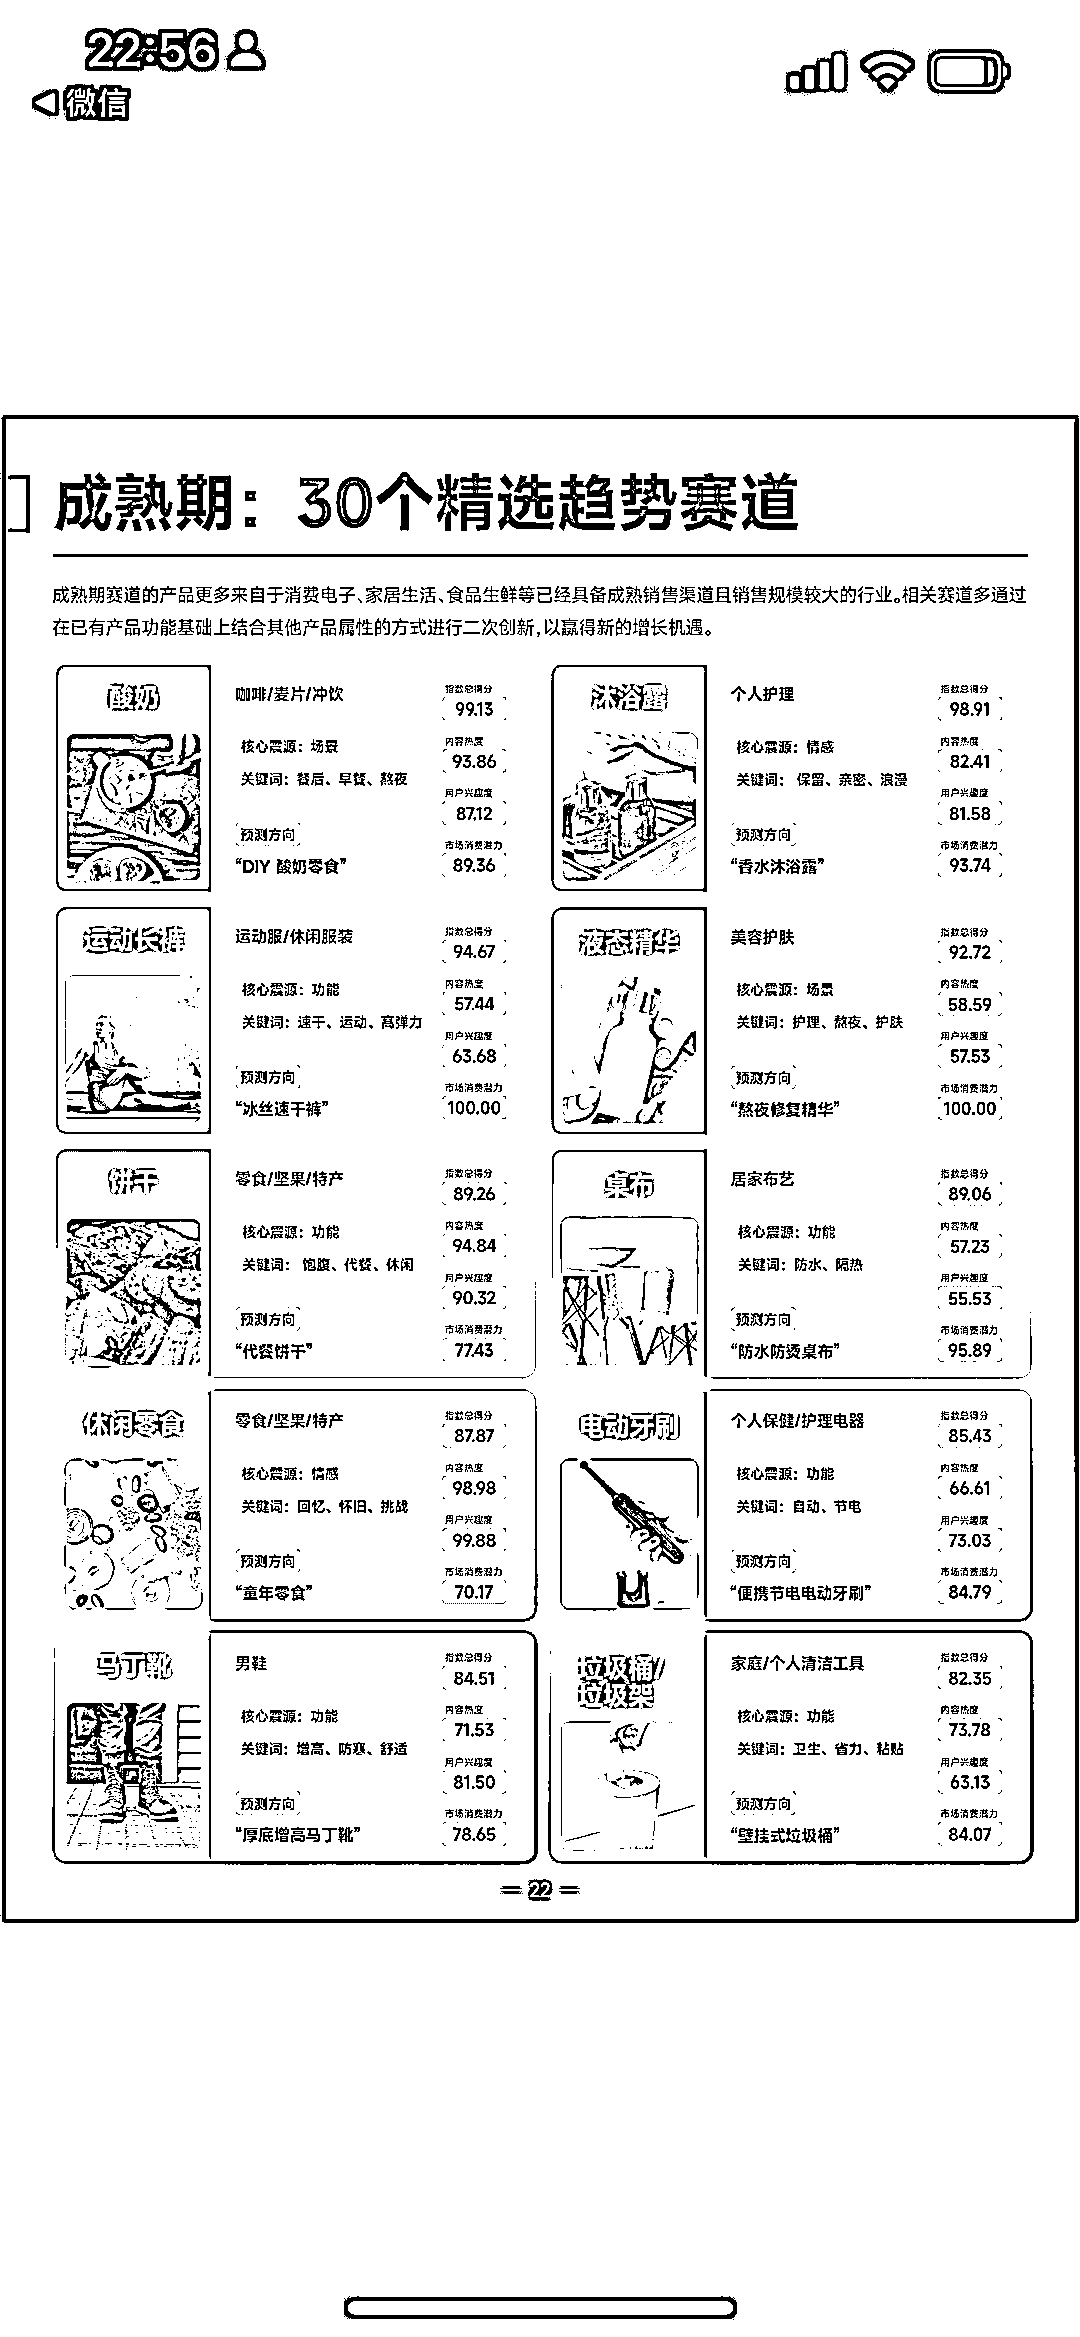 22:56
微信
成熟期：30个精选趋势赛道
成熟期赛道的产品更多来自于消费电子、家居生活、食品生鲜等已经具备成熟销售渠道且销售规模较大的行业。相关赛道多通过
在已有产品功能基础上结合其他产品属性的方式进行二次创新，以赢得新的增长机遇。
酸奶
咖啡/麦片/冲饮
核心震源：场景
关键词：餐后、早餐、熬夜
预测方向
“DIY 酸奶零食”
指数总得分
99.13
内容热度
93.86
用户兴趣度
87.12
市场消费潜力
89.36
沐浴露
个人护理
核心震源：情感
关键词：保留、亲密、浪漫
预测方向
“香水沐浴露”
指数总得分
98.91
内容热度
82.41
用户兴趣度
81.58
市场消费潜力
93.74
运动长裤
运动服/休闲服装
核心震源：功能
关键词：速干、运动、高弹力
预测方向
“冰丝速干裤”
指数总得分
94.67
内容热度
57.44
用户兴趣度
63.68
市场消费潜力
100.00
液态精华
美容护肤
核心震源：场景
关键词：护理、熬夜、护肤
预测方向
“熬夜修复精华”
指数总得分
92.72
内容热度
58.59
用户兴趣度
57.53
市场消费潜力
100.00
饼干
零食/坚果/特产
核心震源：功能
关键词：饱腹、代餐、休闲
预测方向
“代餐饼干”
指数总得分
89.26
内容热度
94.84
用户兴趣度
90.32
市场消费潜力
77.43
桌布
居家布艺
核心震源：功能
关键词：防水、隔热
预测方向
“防水防烫桌布”
指数总得分
89.06
内容热度
57.23
用户兴趣度
55.53
市场消费潜力
95.89
休闲零食
零食/坚果/特产
核心震源：情感
关键词：回忆、怀旧、挑战
预测方向
“童年零食”
指数总得分
87.87
内容热度
98.98
用户兴趣度
99.88
市场消费潜力
70.17
电动牙刷
个人保健/护理电器
核心震源：功能
关键词：自动、节电
预测方向
“便携节电电动牙刷”
指数总得分
85.43
内容热度
66.61
用户兴趣度
73.03
市场消费潜力
84.79
马丁靴
男鞋
核心震源：功能
关键词：增高、防寒、舒适
预测方向
“厚底增高马丁靴”
指数总得分
84.51
内容热度
71.53
用户兴趣度
81.50
市场消费潜力
78.65
垃圾桶/
垃圾架
家庭/个人清洁工具
核心震源：功能
关键词：卫生、省力、粘贴
预测方向
“壁挂式垃圾桶”
指数总得分
82.35
内容热度
73.78
用户兴趣度
63.13
市场消费潜力
84.07
22